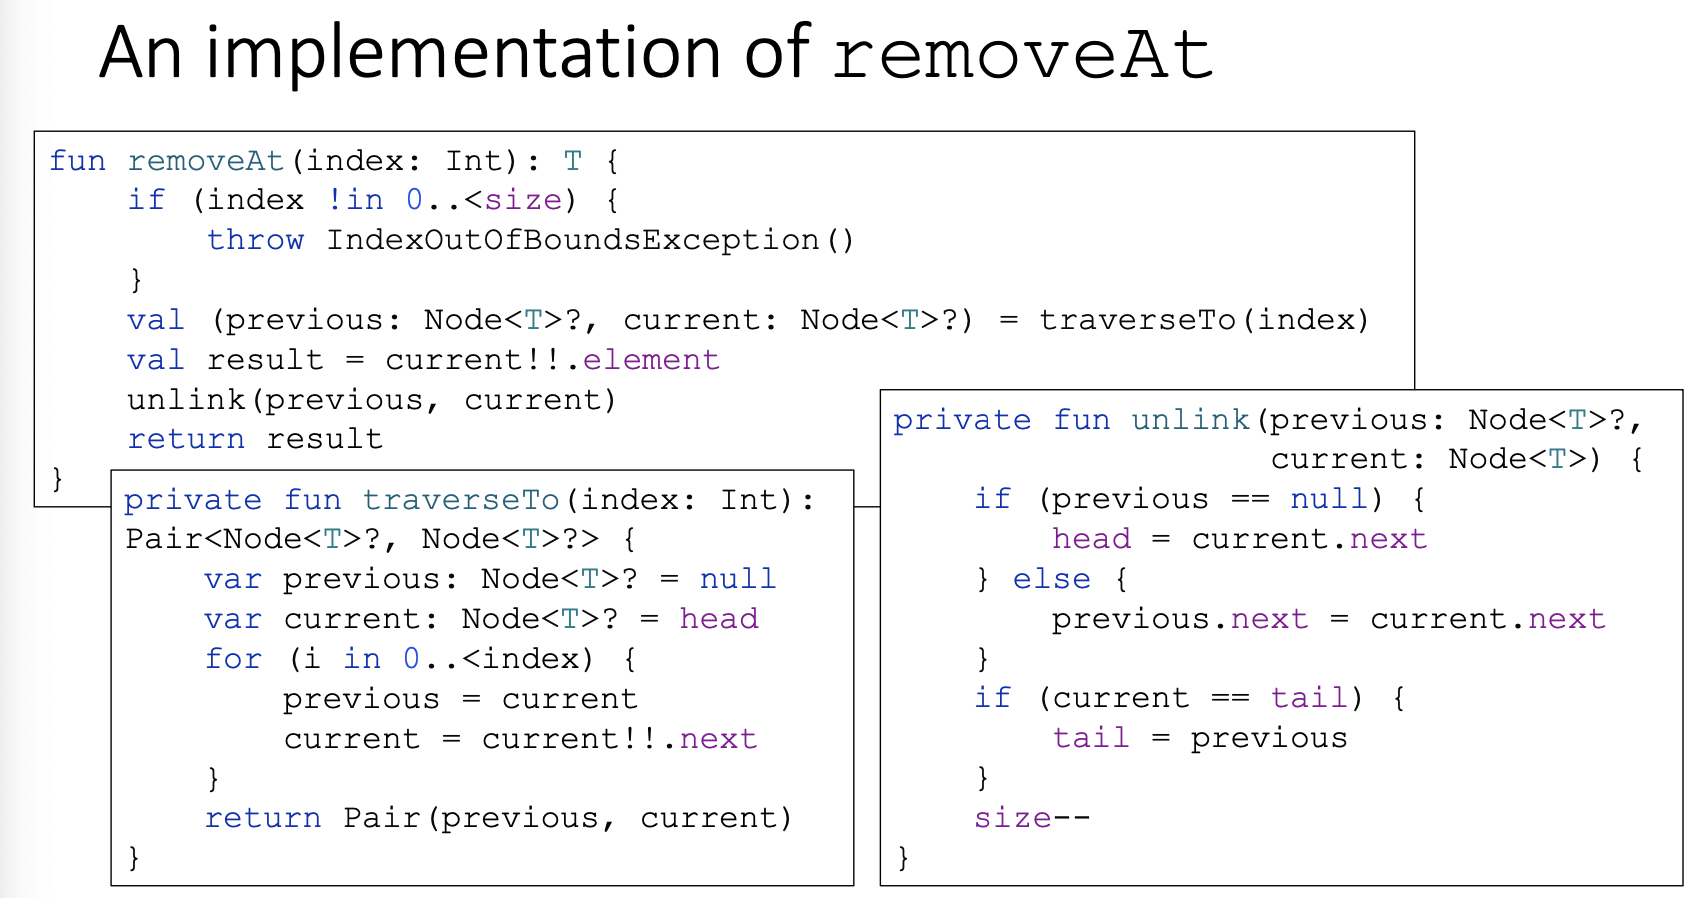 An implementation of removeAt
fun removeAt(index: Int): T {
    if (index !in 0..<size) {
        throw IndexOutOfBoundsException()
    }
    val (previous: Node<T>?, current: Node<T>?) = traverseTo(index)
    val result = current!!.element
    unlink(previous, current)
    return result
}
private fun traverseTo(index: Int):
Pair<Node<T>?, Node<T>?> {
    var previous: Node<T>? = null
    var current: Node<T>? = head
    for (i in 0..<index) {
        previous = current
        current = current!!.next
    }
    return Pair(previous, current)
}
private fun unlink(previous: Node<T>?,
                   current: Node<T>) {
    if (previous == null) {
        head = current.next
    } else {
        previous.next = current.next
    }
    if (current == tail) {
        tail = previous
    }
    size--
}